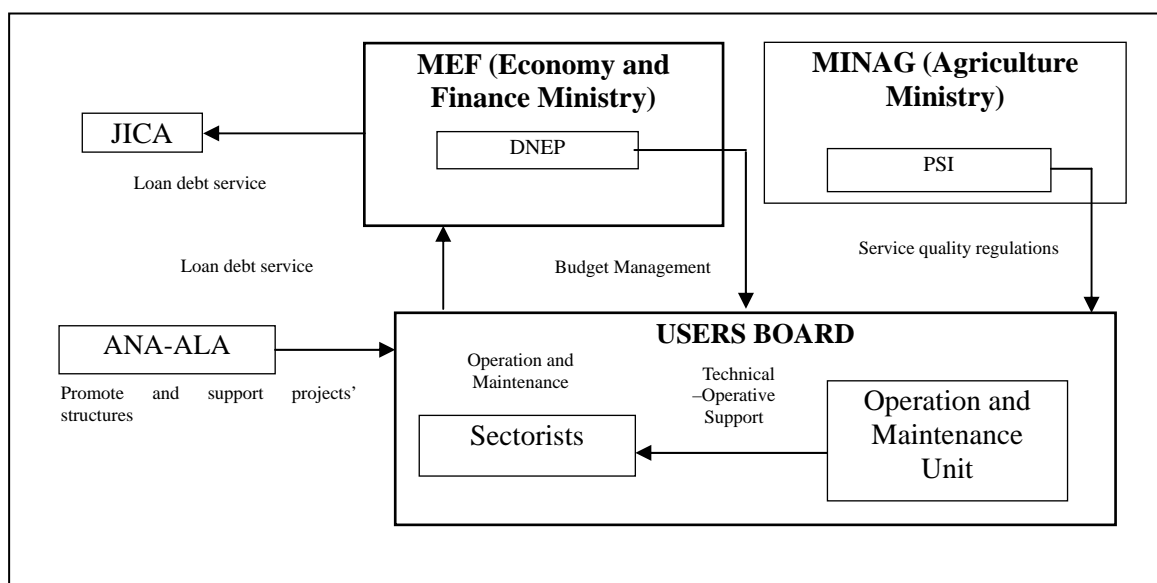 MEF (Economy and
Finance Ministry)
DNEP
MINAG (Agriculture
Ministry)
PSI
JICA
Loan debt service
Loan debt service
Budget Management
Service quality regulations
ANA-ALA
Promote and support projects’
structures
USERS BOARD
Operation and
Maintenance
Technical
–Operative
Support
Sectorists
Operation and
Maintenance
Unit